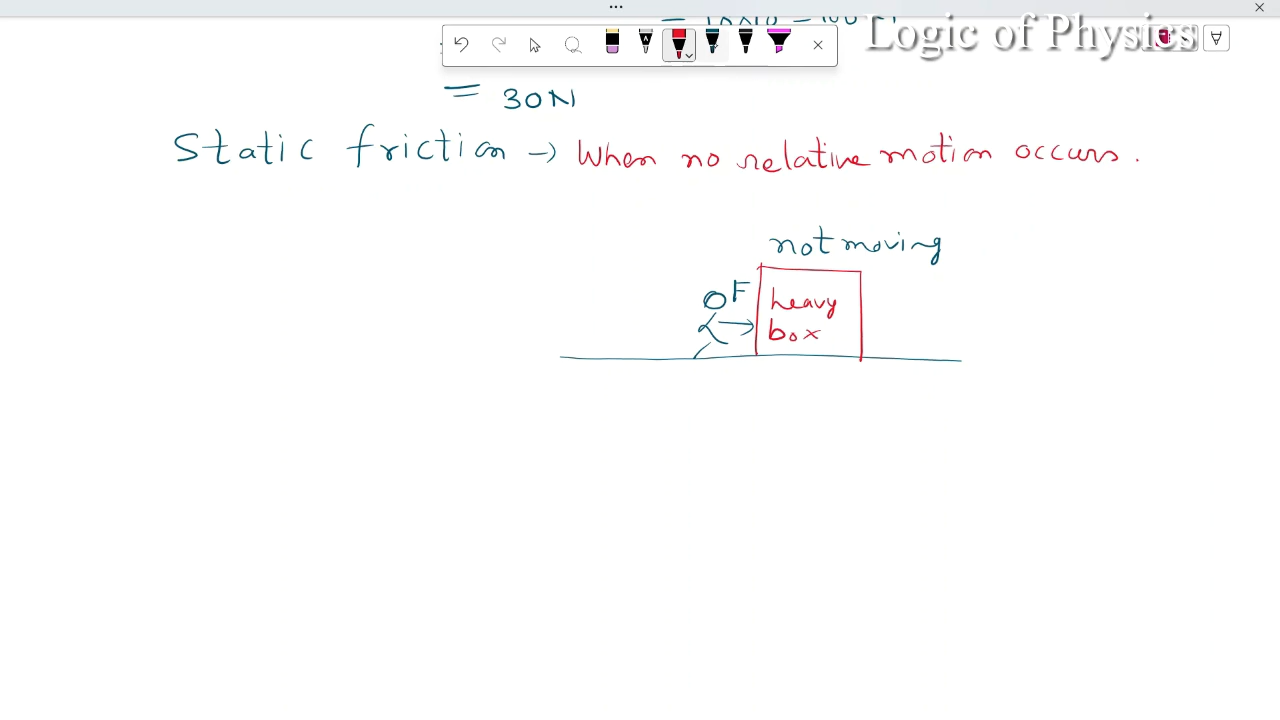 Logic of Physics
= 30N
Static friction → When no relative motion occurs.
not moving
F
heavy
box